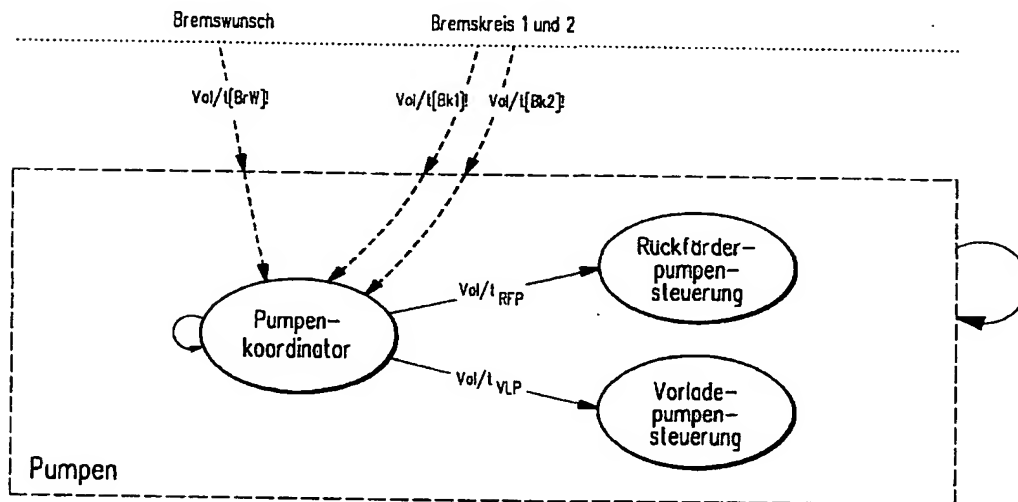 Bremswunsch
Bremskreis 1 und 2
Vol/t[BrW]!
Vol/t[Bk1]!
Vol/t[Bk2]!
Rückförder-
pumpen-
steuerung
Vol/t RFP
Pumpen-
koordinator
Vol/t VLP
Vorlade-
pumpen-
steuerung
Pumpen